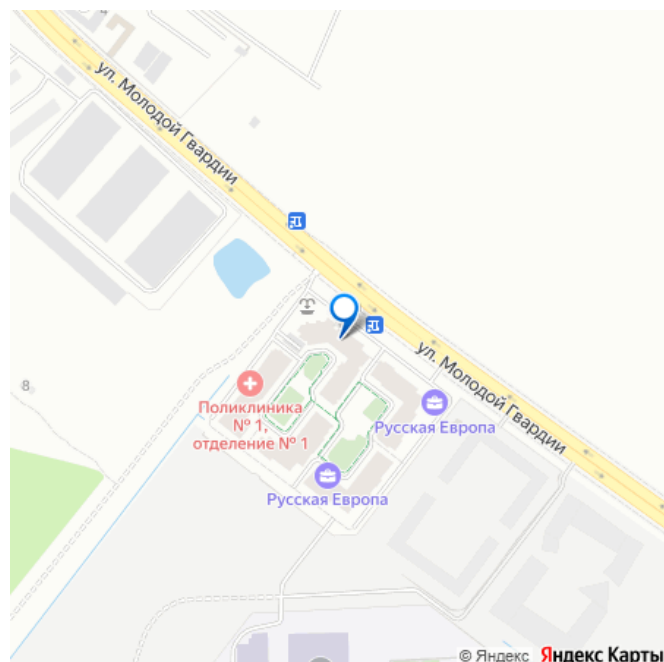 ул. Молодой Гвардии
ул. Молодой Гвардии
8
Поликлиника
№ 1,
отделение № 1
Русская Европа
Русская Европа
© Яндекс Яндекс Карты